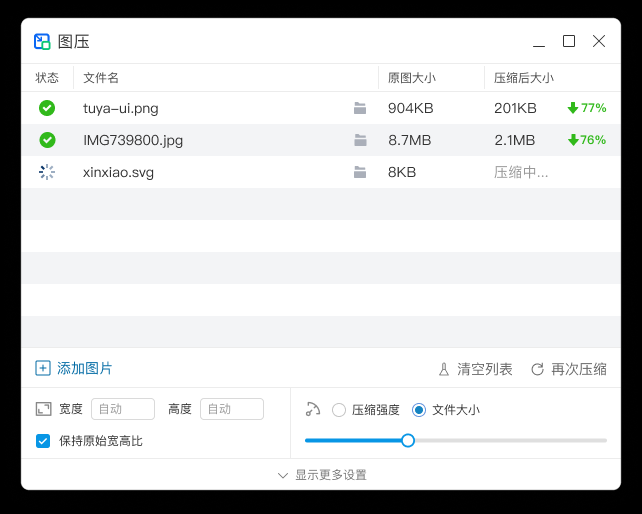 图压
状态 文件名 原图大小 压缩后大小
tuya-ui.png 904KB 201KB 77%
IMG739800.jpg 8.7MB 2.1MB 76%
xinxiao.svg 8KB 压缩中...
添加图片 清空列表 再次压缩
宽度 自动 高度 自动 压缩强度 文件大小
保持原始宽高比
显示更多设置